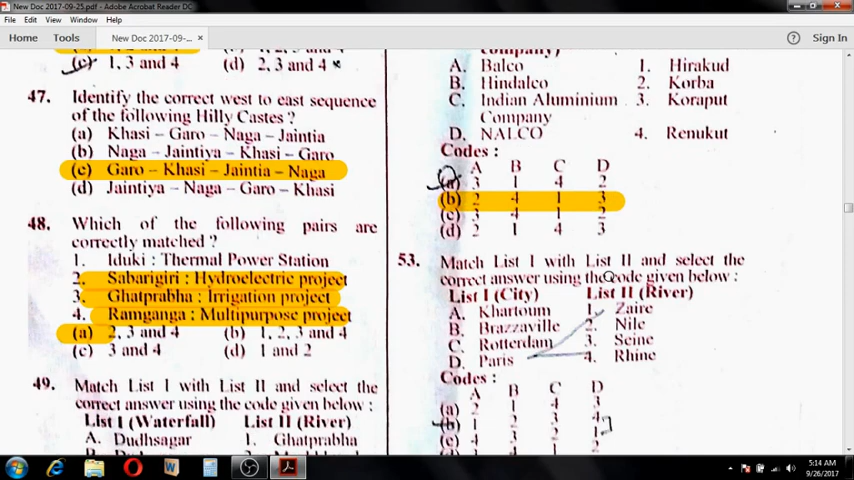 New Doc 2017-09-25.pdf - Adobe Acrobat Reader DC
File Edit View Window Help
Home Tools New Doc 2017-09-... × Sign In
(c) 1, 3 and 4 (d) 2, 3 and 4
47. Identify the correct west to east sequence
of the following Hilly Castes ?
(a) Khasi – Garo – Naga – Jaintia
(b) Naga – Jaintiya – Khasi – Garo
(c) Garo – Khasi – Jaintia – Naga
(d) Jaintiya – Naga – Garo – Khasi
48. Which of the following pairs are
correctly matched ?
1. Iduki : Thermal Power Station
2. Sabarigiri : Hydroelectric project
3. Ghatprabha : Irrigation project
4. Ramganga : Multipurpose project
(a) 2, 3 and 4 (b) 1, 2, 3 and 4
(c) 3 and 4 (d) 1 and 2
49. Match List I with List II and select the
correct answer using the code given below :
List I (Waterfall) List II (River)
A. Dudhsagar 1. Ghatprabha
company)
A. Balco 1. Hirakud
B. Hindalco 2. Korba
C. Indian Aluminium 3. Koraput
Company
D. NALCO 4. Renukut
Codes :
A B C D
(a) 3 1 4 2
(b) 2 4 1 3
(c) 3 4 1 2
(d) 2 1 4 3
53. Match List I with List II and select the
correct answer using the code given below :
List I (City) List II (River)
A. Khartoum Zaire
B. Brazzaville 2. Nile
C. Rotterdam 3. Seine
D. Paris 4. Rhine
Codes :
A B C D
(a) 2 1 4 3
(b) 1 2 3 4
(c) 4 3 2 1
5:14 AM
9/26/2017